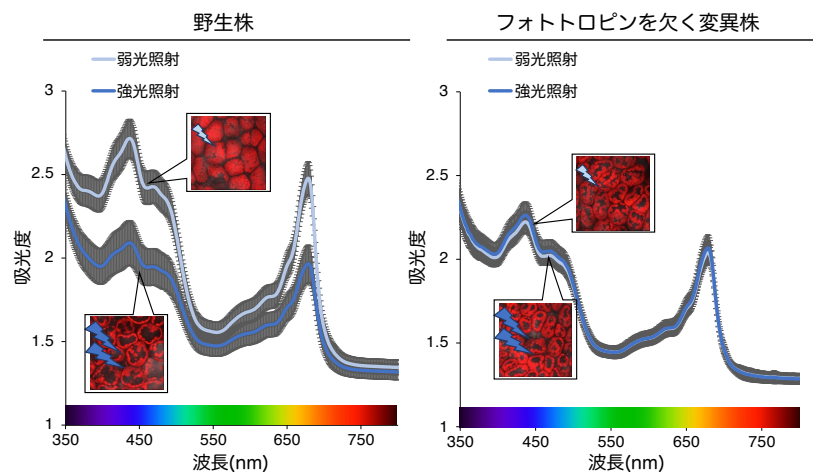 野生株
弱光照射
強光照射
3
2.5
2
1.5
1
吸光度
350
450
550
650
750
波長(nm)
フォトトロピンを欠く変異株
弱光照射
強光照射
3
2.5
2
1.5
1
吸光度
350
450
550
650
750
波長(nm)